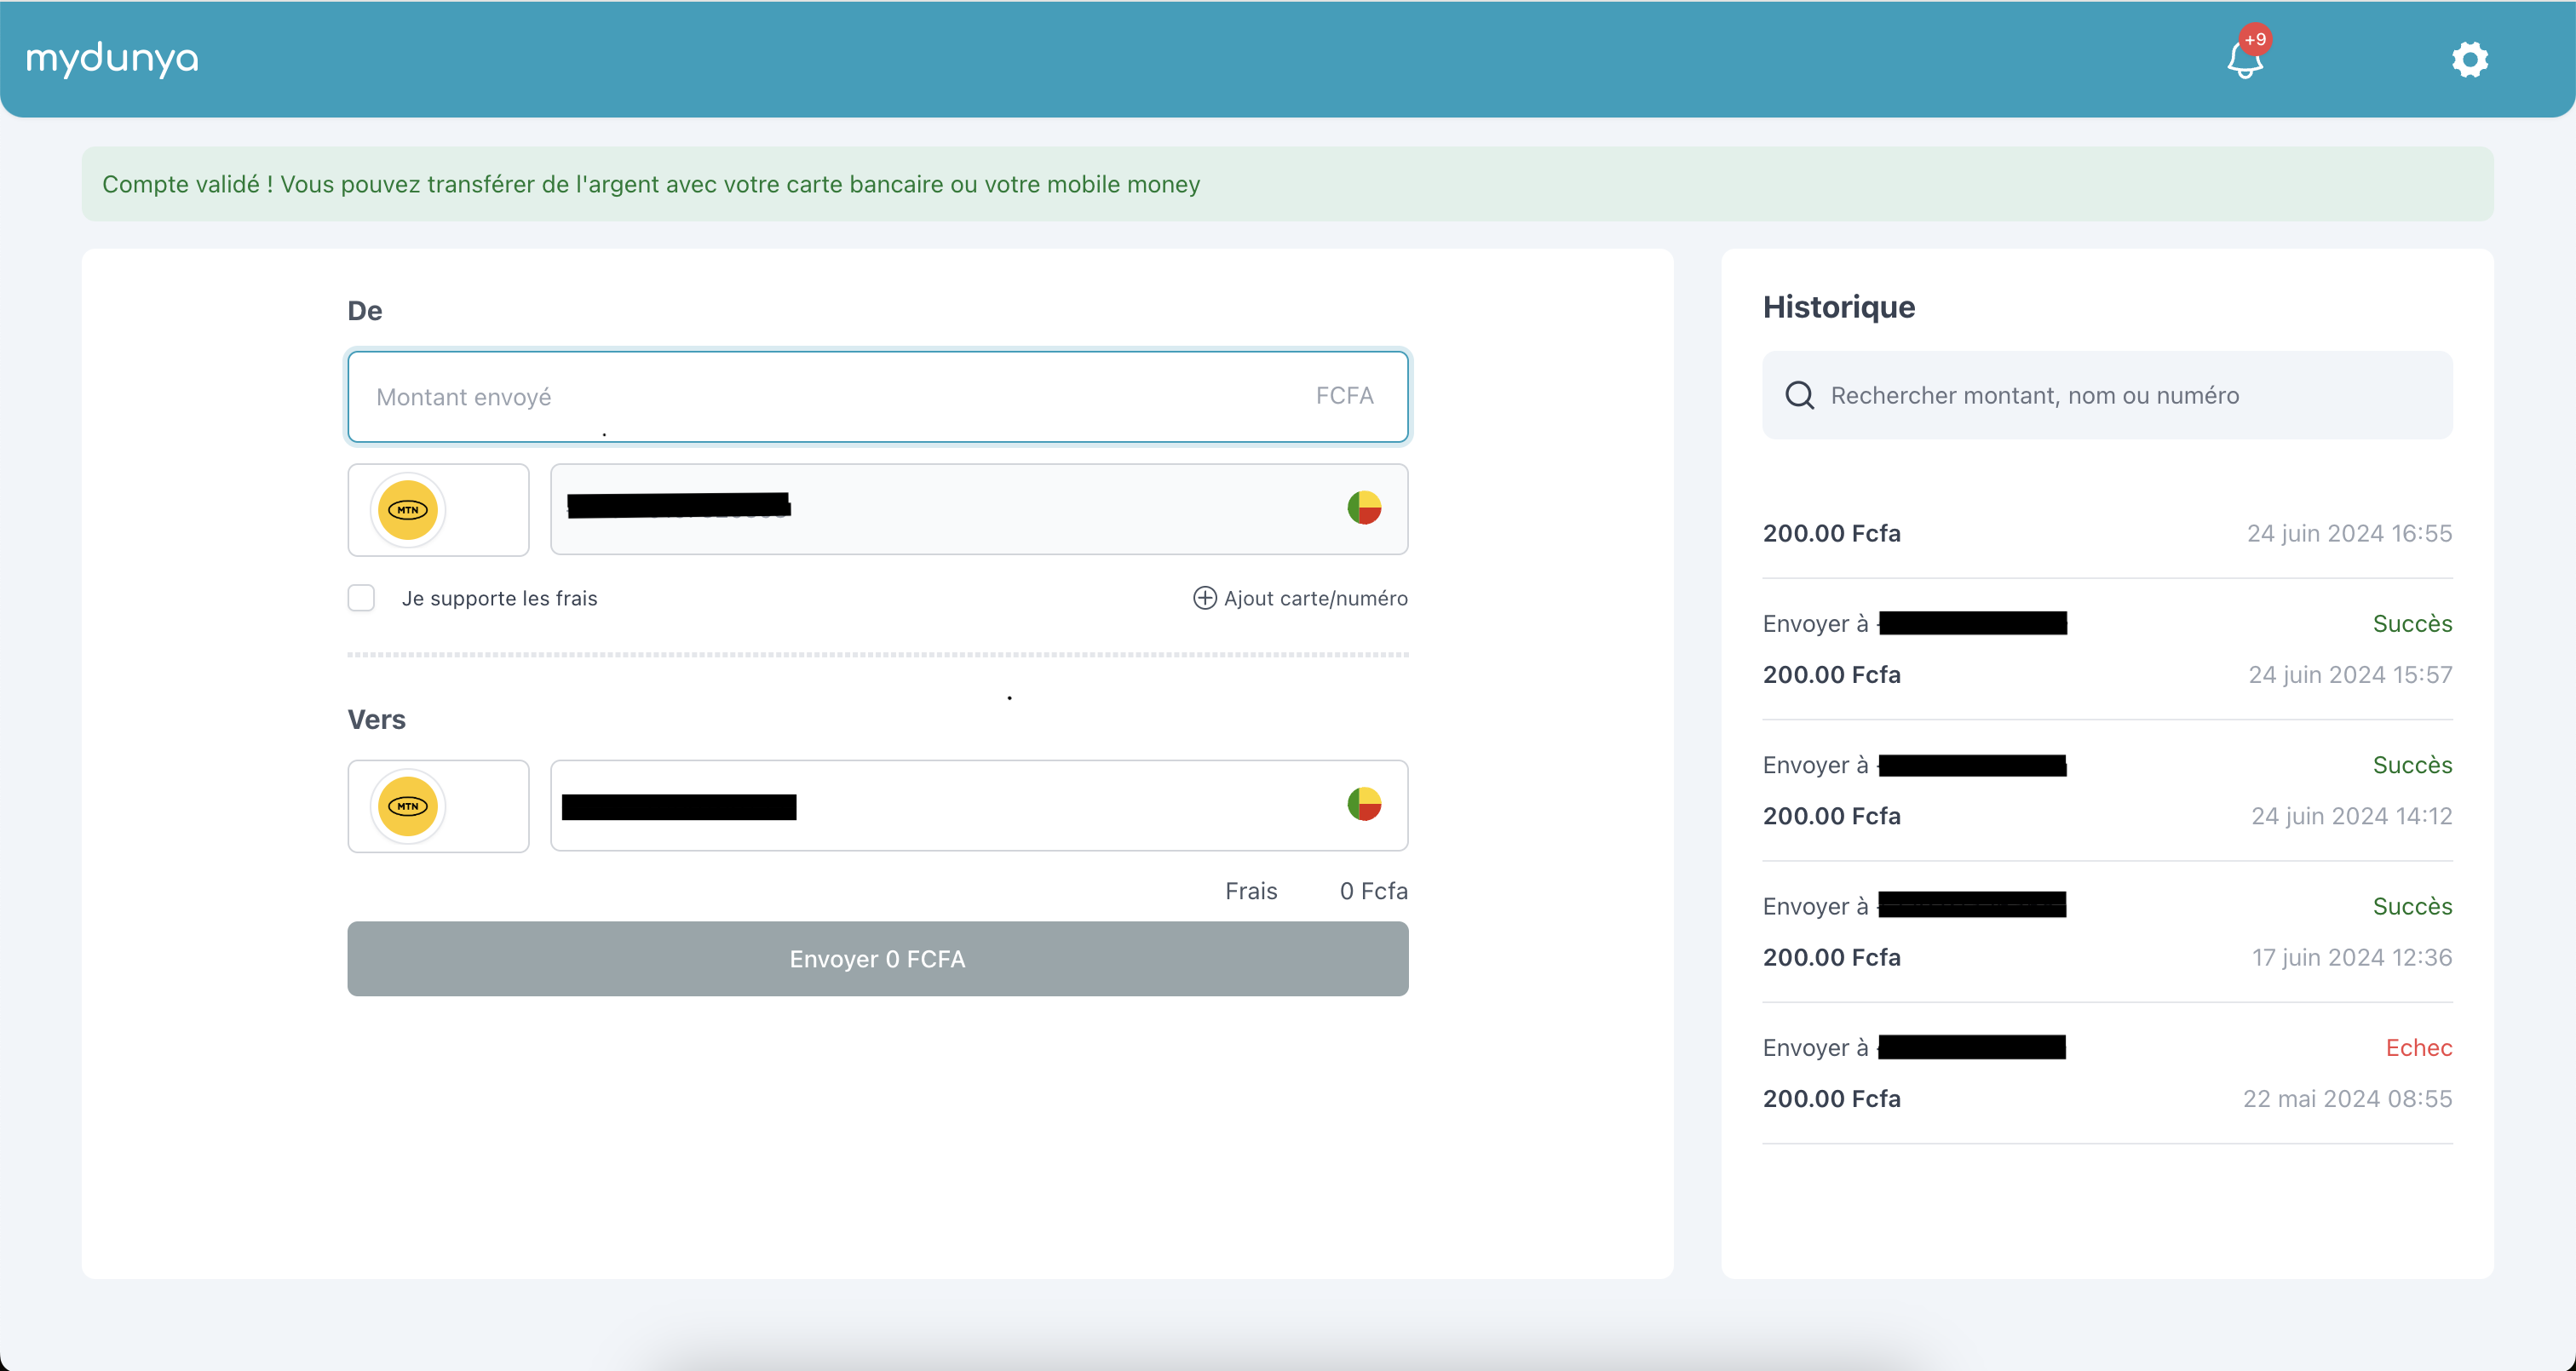 mydunya
+9
Compte validé ! Vous pouvez transférer de l'argent avec votre carte bancaire ou votre mobile money
De
Montant envoyé FCFA
MTN
Je supporte les frais
Ajout carte/numéro
Vers
MTN
Frais 0 Fcfa
Envoyer 0 FCFA
Historique
Rechercher montant, nom ou numéro
200.00 Fcfa 24 juin 2024 16:55
Envoyer à Succès
200.00 Fcfa 24 juin 2024 15:57
Envoyer à Succès
200.00 Fcfa 24 juin 2024 14:12
Envoyer à Succès
200.00 Fcfa 17 juin 2024 12:36
Envoyer à Echec
200.00 Fcfa 22 mai 2024 08:55